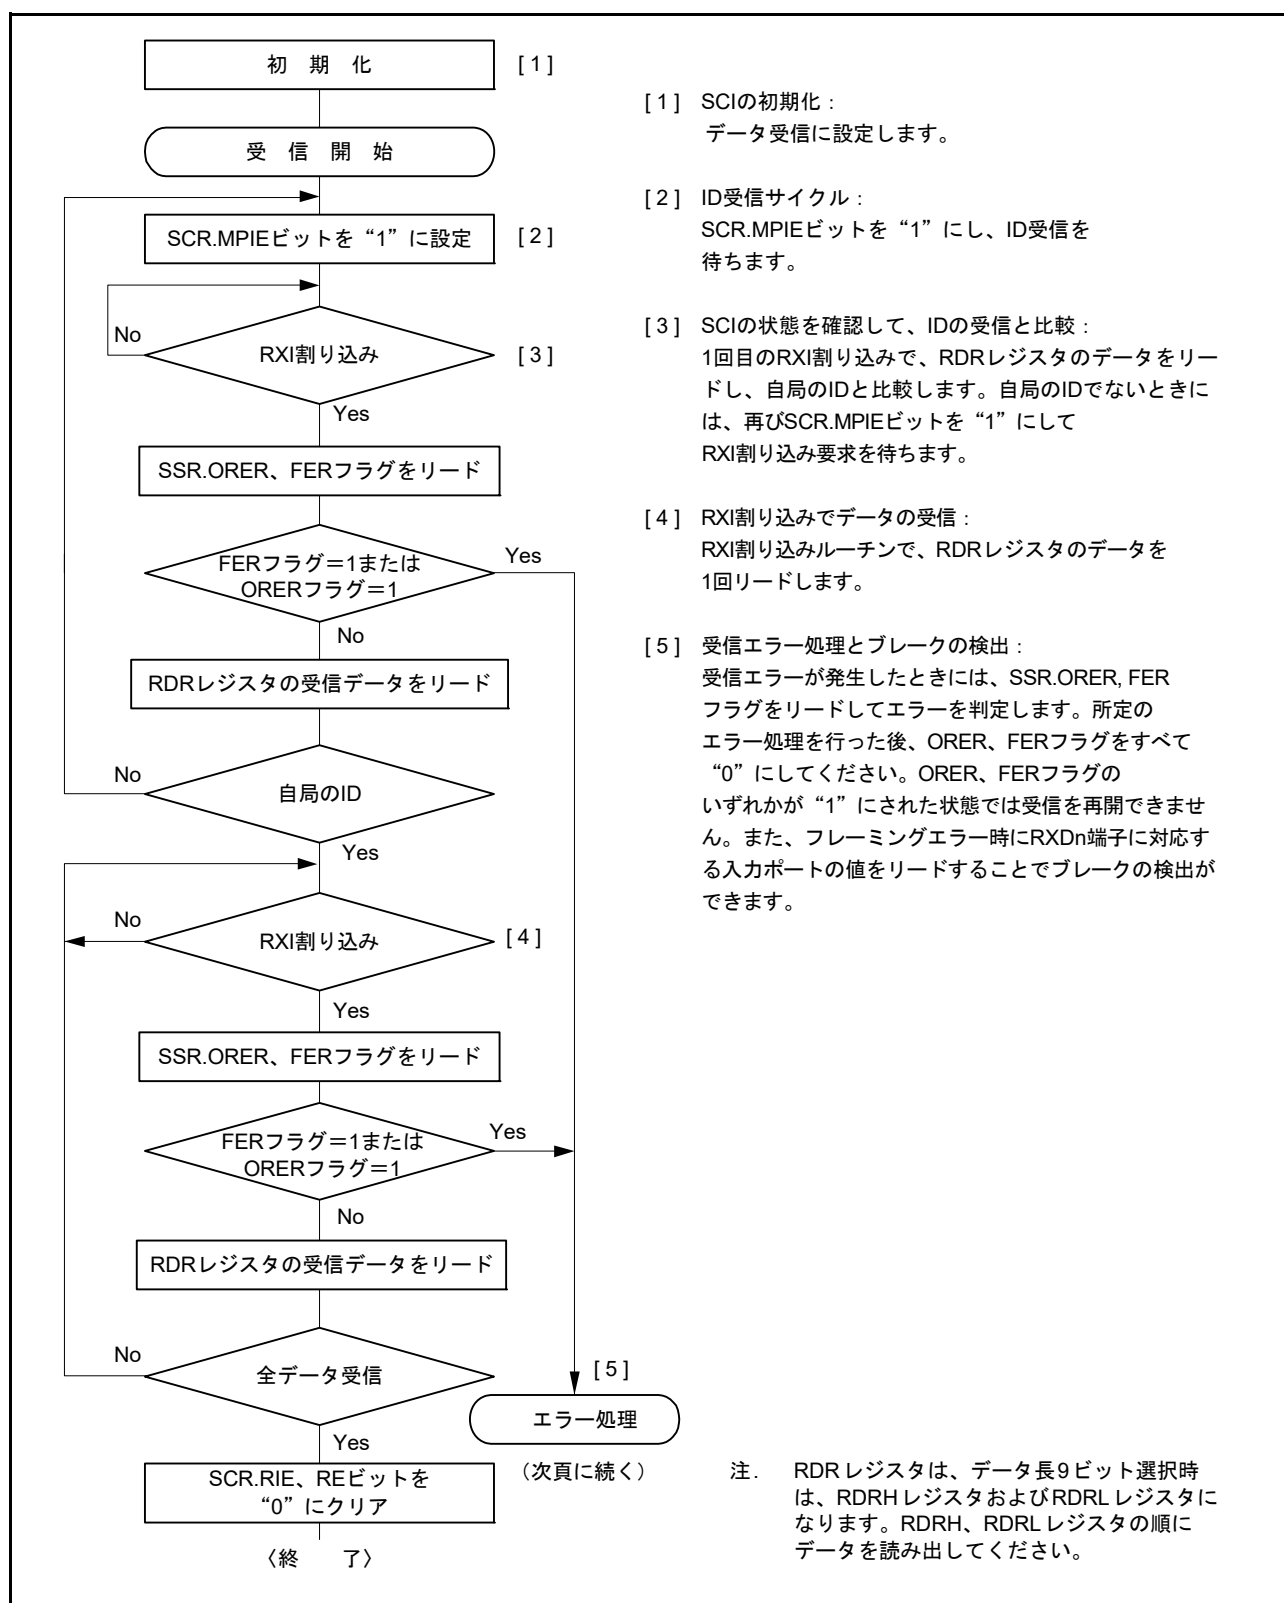 初 期 化
[ 1 ]
受 信 開 始
SCR.MPIEビットを“1”に設定
[ 2 ]
No
RXI割り込み
[ 3 ]
Yes
SSR.ORER、FERフラグをリード
FERフラグ＝1または
ORERフラグ＝1
Yes
No
RDRレジスタの受信データをリード
No
自局のID
Yes
No
RXI割り込み
[ 4 ]
Yes
SSR.ORER、FERフラグをリード
FERフラグ＝1または
ORERフラグ＝1
Yes
No
RDRレジスタの受信データをリード
No
全データ受信
[ 5 ]
エラー処理
Yes
（次頁に続く）
SCR.RIE、REビットを
“0”にクリア
〈終 了〉
[ 1 ] SCIの初期化：
データ受信に設定します。
[ 2 ] ID受信サイクル：
SCR.MPIEビットを“1”にし、ID受信を
待ちます。
[ 3 ] SCIの状態を確認して、IDの受信と比較：
1回目のRXI割り込みで、RDRレジスタのデータをリー
ドし、自局のIDと比較します。自局のIDでないときに
は、再びSCR.MPIEビットを“1”にして
RXI割り込み要求を待ちます。
[ 4 ] RXI割り込みでデータの受信：
RXI割り込みルーチンで、RDRレジスタのデータを
1回リードします。
[ 5 ] 受信エラー処理とブレークの検出：
受信エラーが発生したときには、SSR.ORER, FER
フラグをリードしてエラーを判定します。所定の
エラー処理を行った後、ORER、FERフラグをすべて
“0”にしてください。ORER、FERフラグの
いずれかが“1”にされた状態では受信を再開できませ
ん。また、フレーミングエラー時にRXDn端子に対応す
る入力ポートの値をリードすることでブレークの検出が
できます。
注. RDRレジスタは、データ長9ビット選択時
は、RDRHレジスタおよびRDRLレジスタに
なります。RDRH、RDRLレジスタの順に
データを読み出してください。